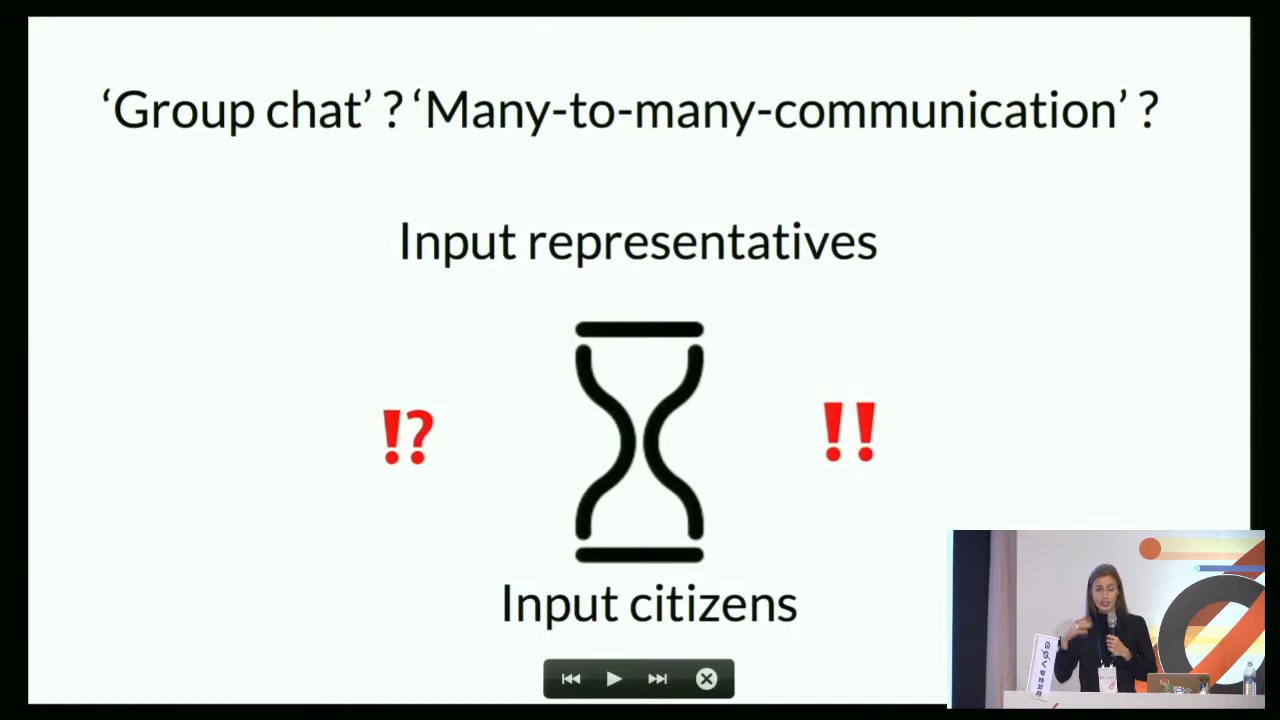 ‘Group chat’ ? ‘Many-to-many-communication’ ?
Input representatives
⁉
‼
Input citizens